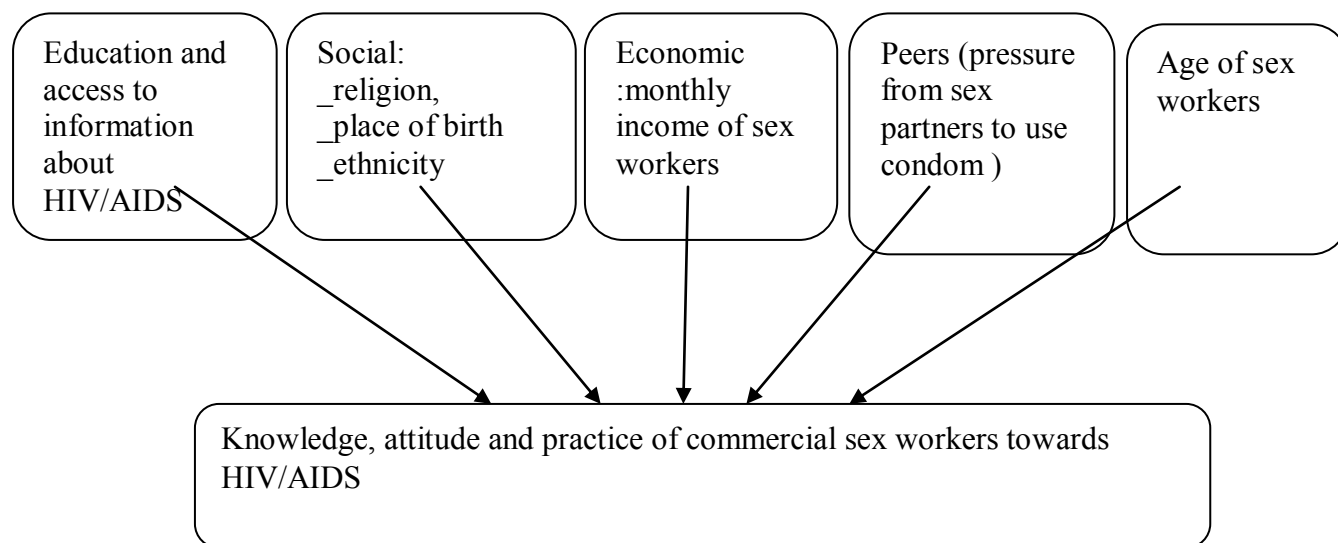 Education and
access to
information
about
HIV/AIDS
Social:
_religion,
_place of birth
_ethnicity
Economic
:monthly
income of sex
workers
Peers (pressure
from sex
partners to use
condom )
Age of sex
workers
Knowledge, attitude and practice of commercial sex workers towards
HIV/AIDS